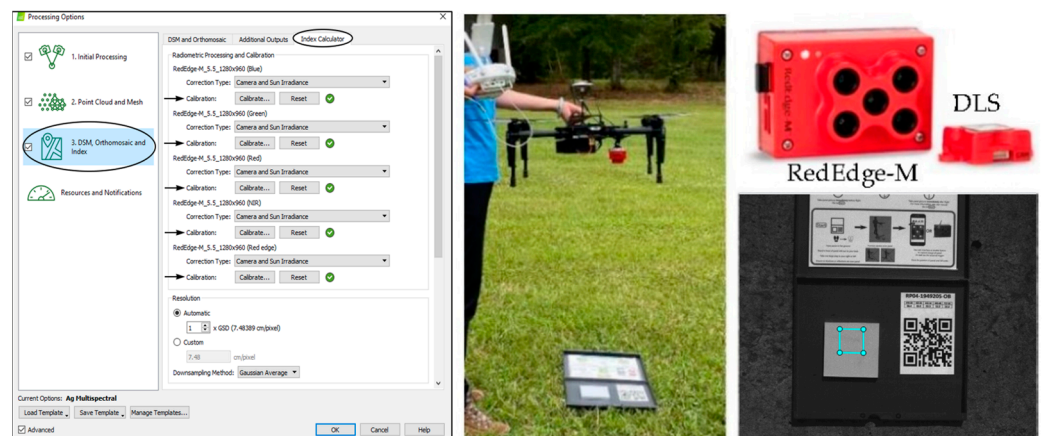 Processing Options
1. Initial Processing
2. Point Cloud and Mesh
3. DSM, Orthomosaic and
Index
Resources and Notifications
DSM and Orthomosaic Additional Outputs Index Calculator
Radiometric Processing and Calibration
RedEdge-M_5.5_1280x960 (Blue)
Correction Type: Camera and Sun Irradiance
Calibration: Calibrate... Reset
RedEdge-M_5.5_1280x960 (Green)
Correction Type: Camera and Sun Irradiance
Calibration: Calibrate... Reset
RedEdge-M_5.5_1280x960 (Red)
Correction Type: Camera and Sun Irradiance
Calibration: Calibrate... Reset
RedEdge-M_5.5_1280x960 (NIR)
Correction Type: Camera and Sun Irradiance
Calibration: Calibrate... Reset
RedEdge-M_5.5_1280x960 (Red edge)
Correction Type: Camera and Sun Irradiance
Calibration: Calibrate... Reset
Resolution
Automatic
1 x GSD (7.48389 cm/pixel)
Custom
7.48 cm/pixel
Downsampling Method: Gaussian Average
Current Options: Ag Multispectral
Load Template Save Template Manage Templates...
Advanced OK Cancel Help
RedEdge-M
DLS
RedEdge-M
RP04-1949205-OB